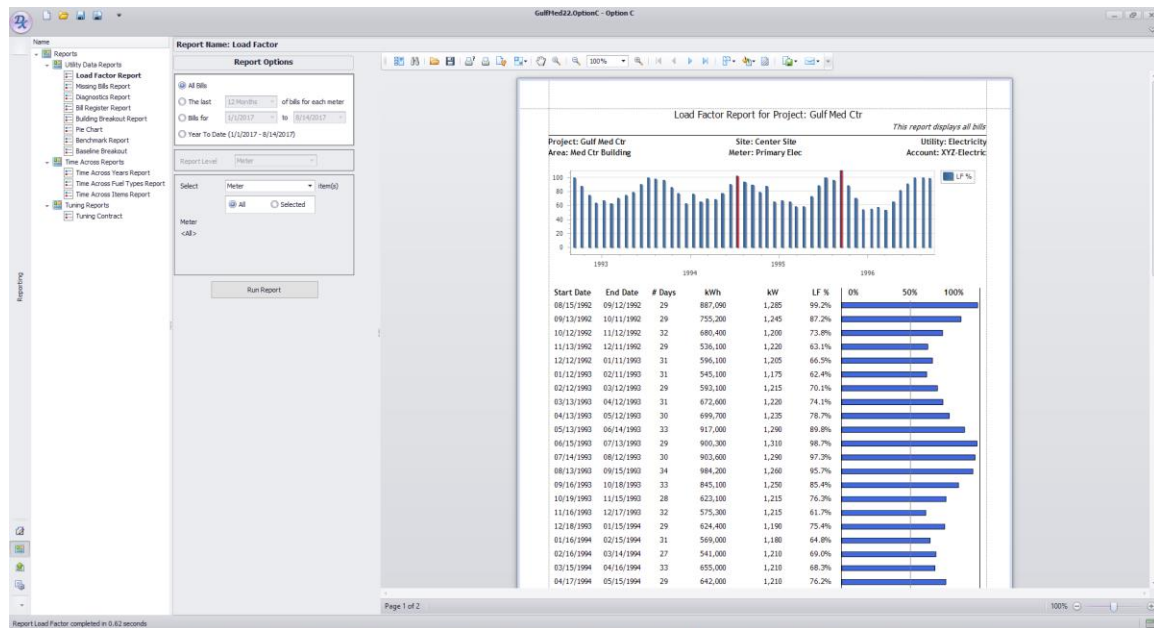 GulfMed22.OptionC - Option C
Name
Reports
Utility Data Reports
Load Factor Report
Missing Bills Report
Diagnostics Report
Bill Register Report
Building Breakout Report
Pie Chart
Benchmark Report
Baseline Breakout
Time Across Reports
Time Across Years Report
Time Across Fuel Types Report
Time Across Items Report
Tuning Reports
Tuning Contract
Reporting
Report Name: Load Factor
Report Options
All Bills
The last 12 Months of bills for each meter
Bills for 1/1/2017 to 8/14/2017
Year To Date (1/1/2017 - 8/14/2017)
Report Level Meter
Select Meter item(s)
All Selected
Meter
<All>
Run Report
100%
Load Factor Report for Project: Gulf Med Ctr
This report displays all bills
Project: Gulf Med Ctr Site: Center Site Utility: Electricity
Area: Med Ctr Building Meter: Primary Elec Account: XYZ-Electric
100
80
60
40
20
0
LF %
1993 1994 1995 1996
Start Date End Date # Days kWh kW LF % 0% 50% 100%
08/15/1992 09/12/1992 29 887,090 1,285 99.2%
09/13/1992 10/11/1992 29 755,200 1,245 87.2%
10/12/1992 11/12/1992 32 680,400 1,200 73.8%
11/13/1992 12/11/1992 29 536,100 1,220 63.1%
12/12/1992 01/11/1993 31 596,100 1,205 66.5%
01/12/1993 02/11/1993 31 545,100 1,175 62.4%
02/12/1993 03/12/1993 29 593,100 1,215 70.1%
03/13/1993 04/12/1993 31 672,600 1,220 74.1%
04/13/1993 05/12/1993 30 699,700 1,235 78.7%
05/13/1993 06/14/1993 33 917,000 1,290 89.8%
06/15/1993 07/13/1993 29 900,300 1,310 98.7%
07/14/1993 08/12/1993 30 903,600 1,290 97.3%
08/13/1993 09/15/1993 34 984,200 1,260 95.7%
09/16/1993 10/18/1993 33 845,100 1,250 85.4%
10/19/1993 11/15/1993 28 623,100 1,215 76.3%
11/16/1993 12/17/1993 32 575,300 1,215 61.7%
12/18/1993 01/15/1994 29 624,400 1,190 75.4%
01/16/1994 02/15/1994 31 569,000 1,180 64.8%
02/16/1994 03/14/1994 27 541,000 1,210 69.0%
03/15/1994 04/16/1994 33 655,000 1,210 68.3%
04/17/1994 05/15/1994 29 642,000 1,210 76.2%
Page 1 of 2
100%
Report Load Factor completed in 0.62 seconds